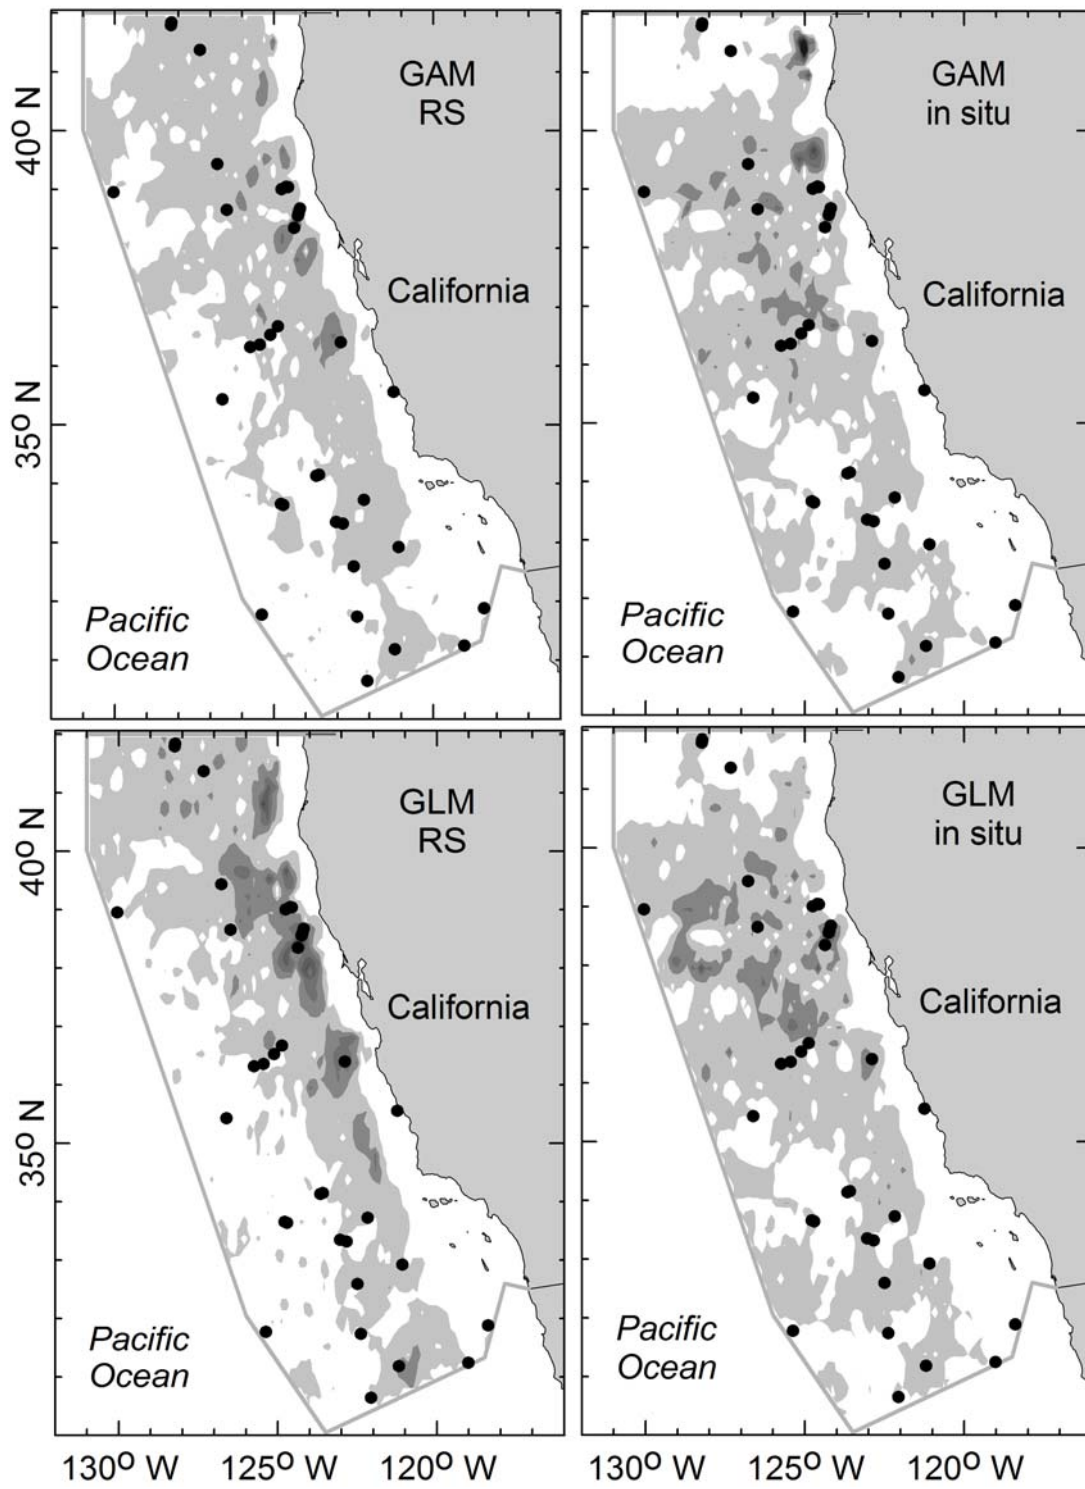 GAM
RS
40° N
California
35° N
Pacific
Ocean
GAM
in situ
California
Pacific
Ocean
GLM
RS
40° N
California
35° N
Pacific
Ocean
130° W
125° W
120° W
GLM
in situ
California
Pacific
Ocean
130° W
125° W
120° W